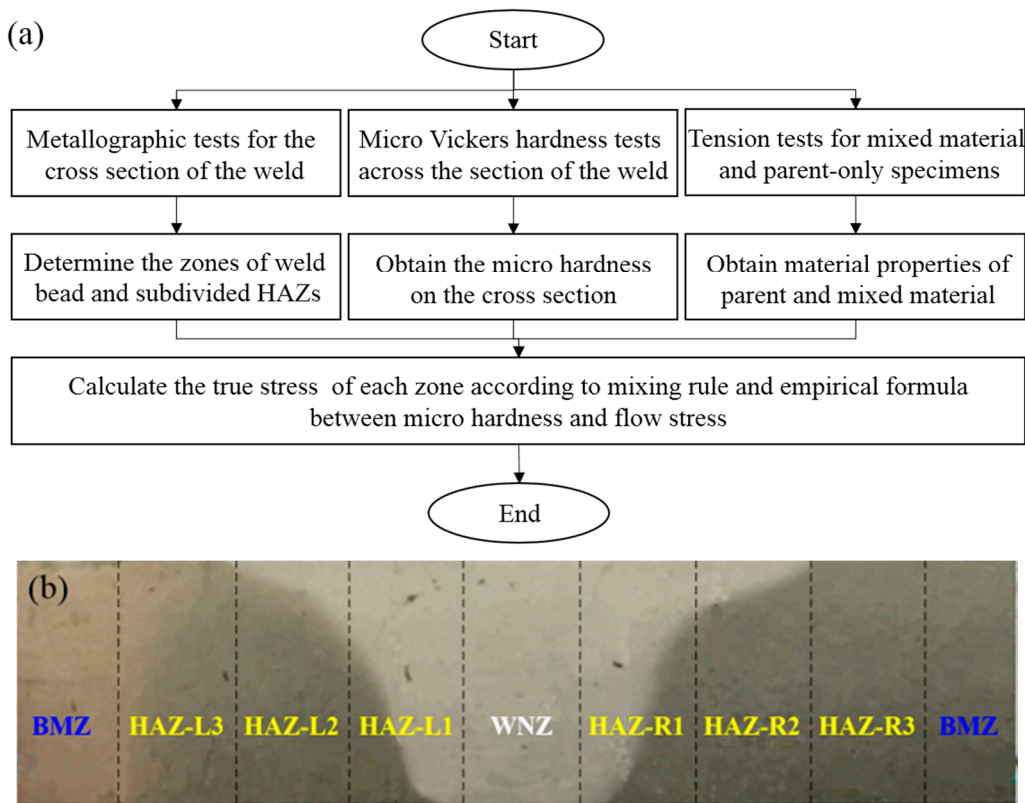 (a)
Start
Metallographic tests for the
cross section of the weld
Micro Vickers hardness tests
across the section of the weld
Tension tests for mixed material
and parent-only specimens
Determine the zones of weld
bead and subdivided HAZs
Obtain the micro hardness
on the cross section
Obtain material properties of
parent and mixed material
Calculate the true stress of each zone according to mixing rule and empirical formula
between micro hardness and flow stress
End
(b)
BMZ HAZ-L3 HAZ-L2 HAZ-L1 WNZ HAZ-R1 HAZ-R2 HAZ-R3 BMZ